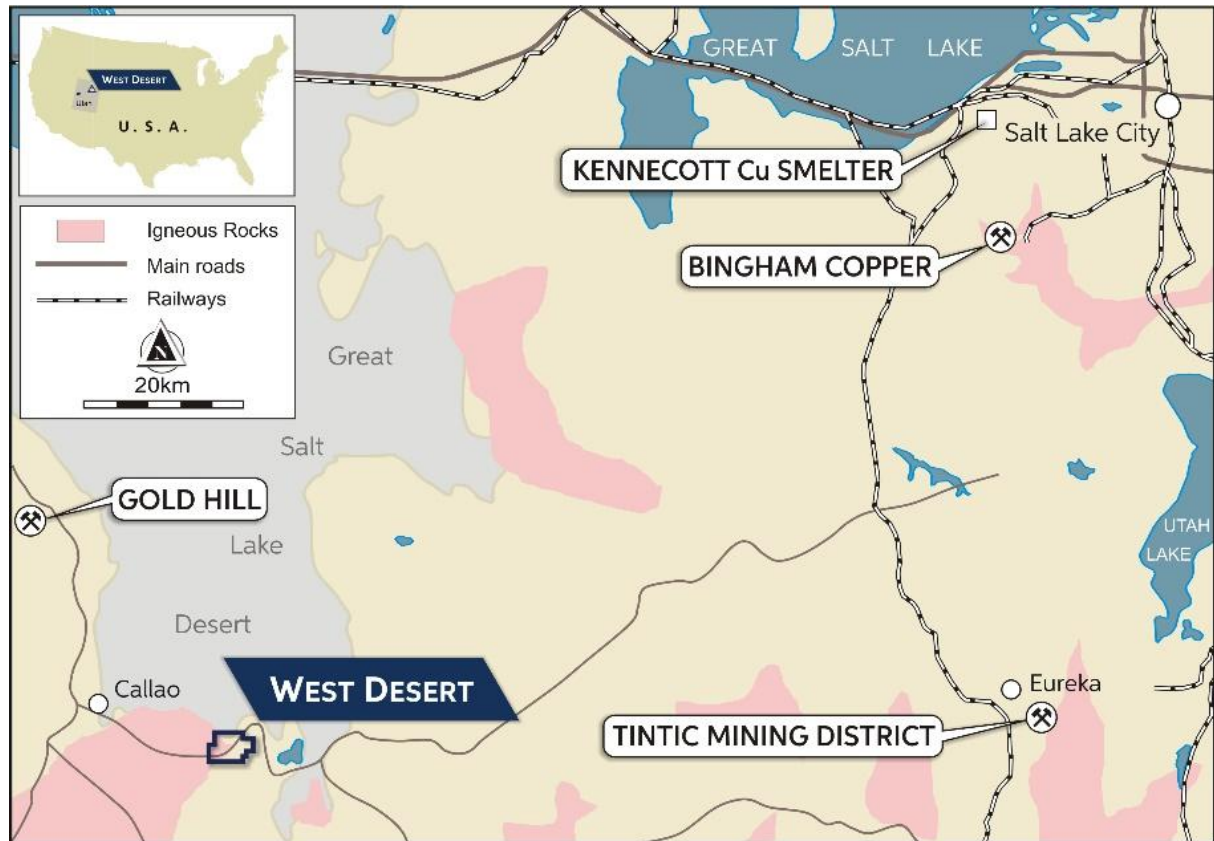 WEST DESERT
Utah
U. S. A.
Igneous Rocks
Main roads
Railways
N
20km
GREAT SALT LAKE
Salt Lake City
KENNECOTT Cu SMELTER
BINGHAM COPPER
Great
Salt
Lake
Desert
GOLD HILL
UTAH
LAKE
Callao
WEST DESERT
Eureka
TINTIC MINING DISTRICT